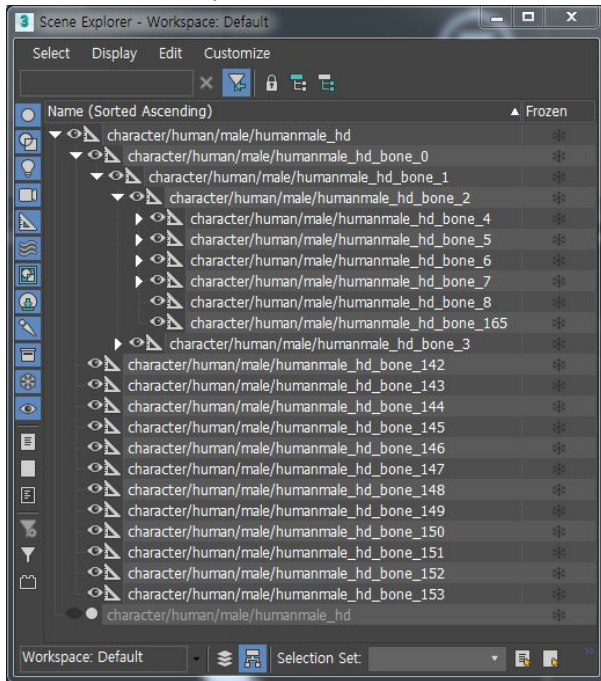 3 Scene Explorer - Workspace: Default
Select Display Edit Customize
Name (Sorted Ascending) Frozen
character/human/male/humanmale_hd
character/human/male/humanmale_hd_bone_0
character/human/male/humanmale_hd_bone_1
character/human/male/humanmale_hd_bone_2
character/human/male/humanmale_hd_bone_4
character/human/male/humanmale_hd_bone_5
character/human/male/humanmale_hd_bone_6
character/human/male/humanmale_hd_bone_7
character/human/male/humanmale_hd_bone_8
character/human/male/humanmale_hd_bone_165
character/human/male/humanmale_hd_bone_3
character/human/male/humanmale_hd_bone_142
character/human/male/humanmale_hd_bone_143
character/human/male/humanmale_hd_bone_144
character/human/male/humanmale_hd_bone_145
character/human/male/humanmale_hd_bone_146
character/human/male/humanmale_hd_bone_147
character/human/male/humanmale_hd_bone_148
character/human/male/humanmale_hd_bone_149
character/human/male/humanmale_hd_bone_150
character/human/male/humanmale_hd_bone_151
character/human/male/humanmale_hd_bone_152
character/human/male/humanmale_hd_bone_153
character/human/male/humanmale_hd
Workspace: Default Selection Set: